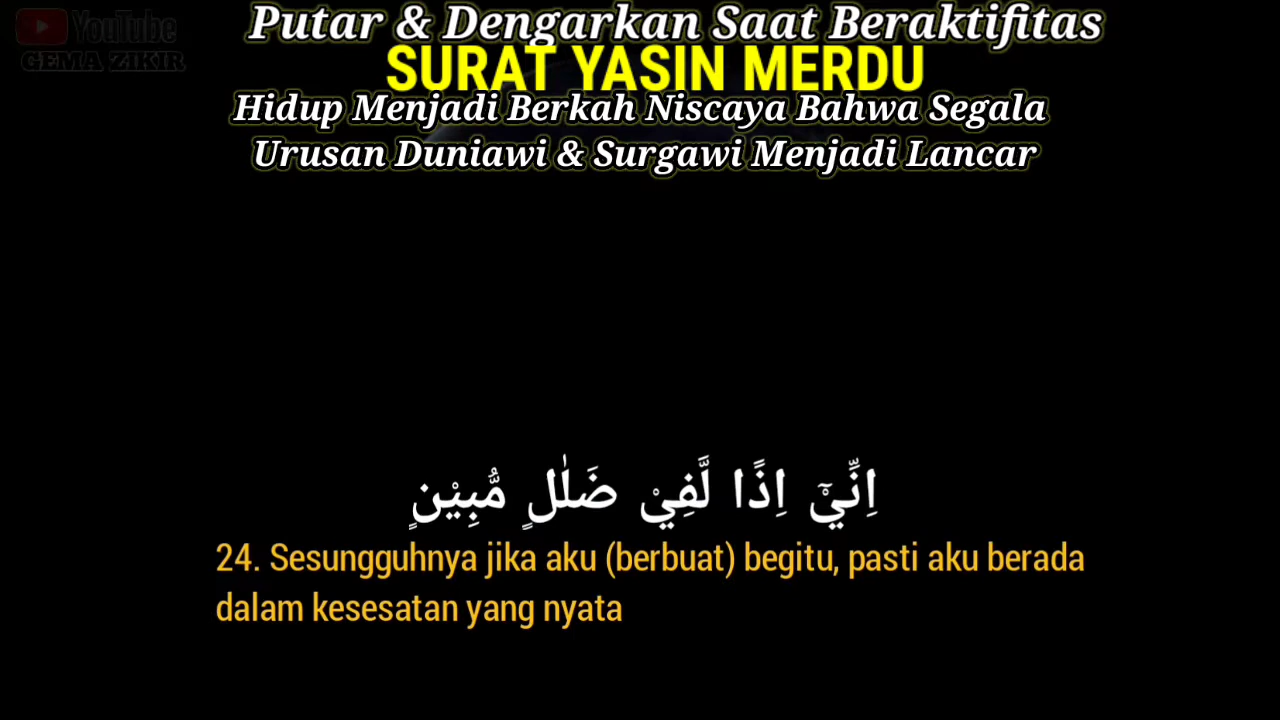 YouTube
GEMA ZIKIR
Putar & Dengarkan Saat Beraktifitas
SURAT YASIN MERDU
Hidup Menjadi Berkah Niscaya Bahwa Segala
Urusan Duniawi & Surgawi Menjadi Lancar
اِنِّيْٓ اِذًا لَّفِيْ ضَلٰلٍ مُّبِيْنٍ
24. Sesungguhnya jika aku (berbuat) begitu, pasti aku berada
dalam kesesatan yang nyata